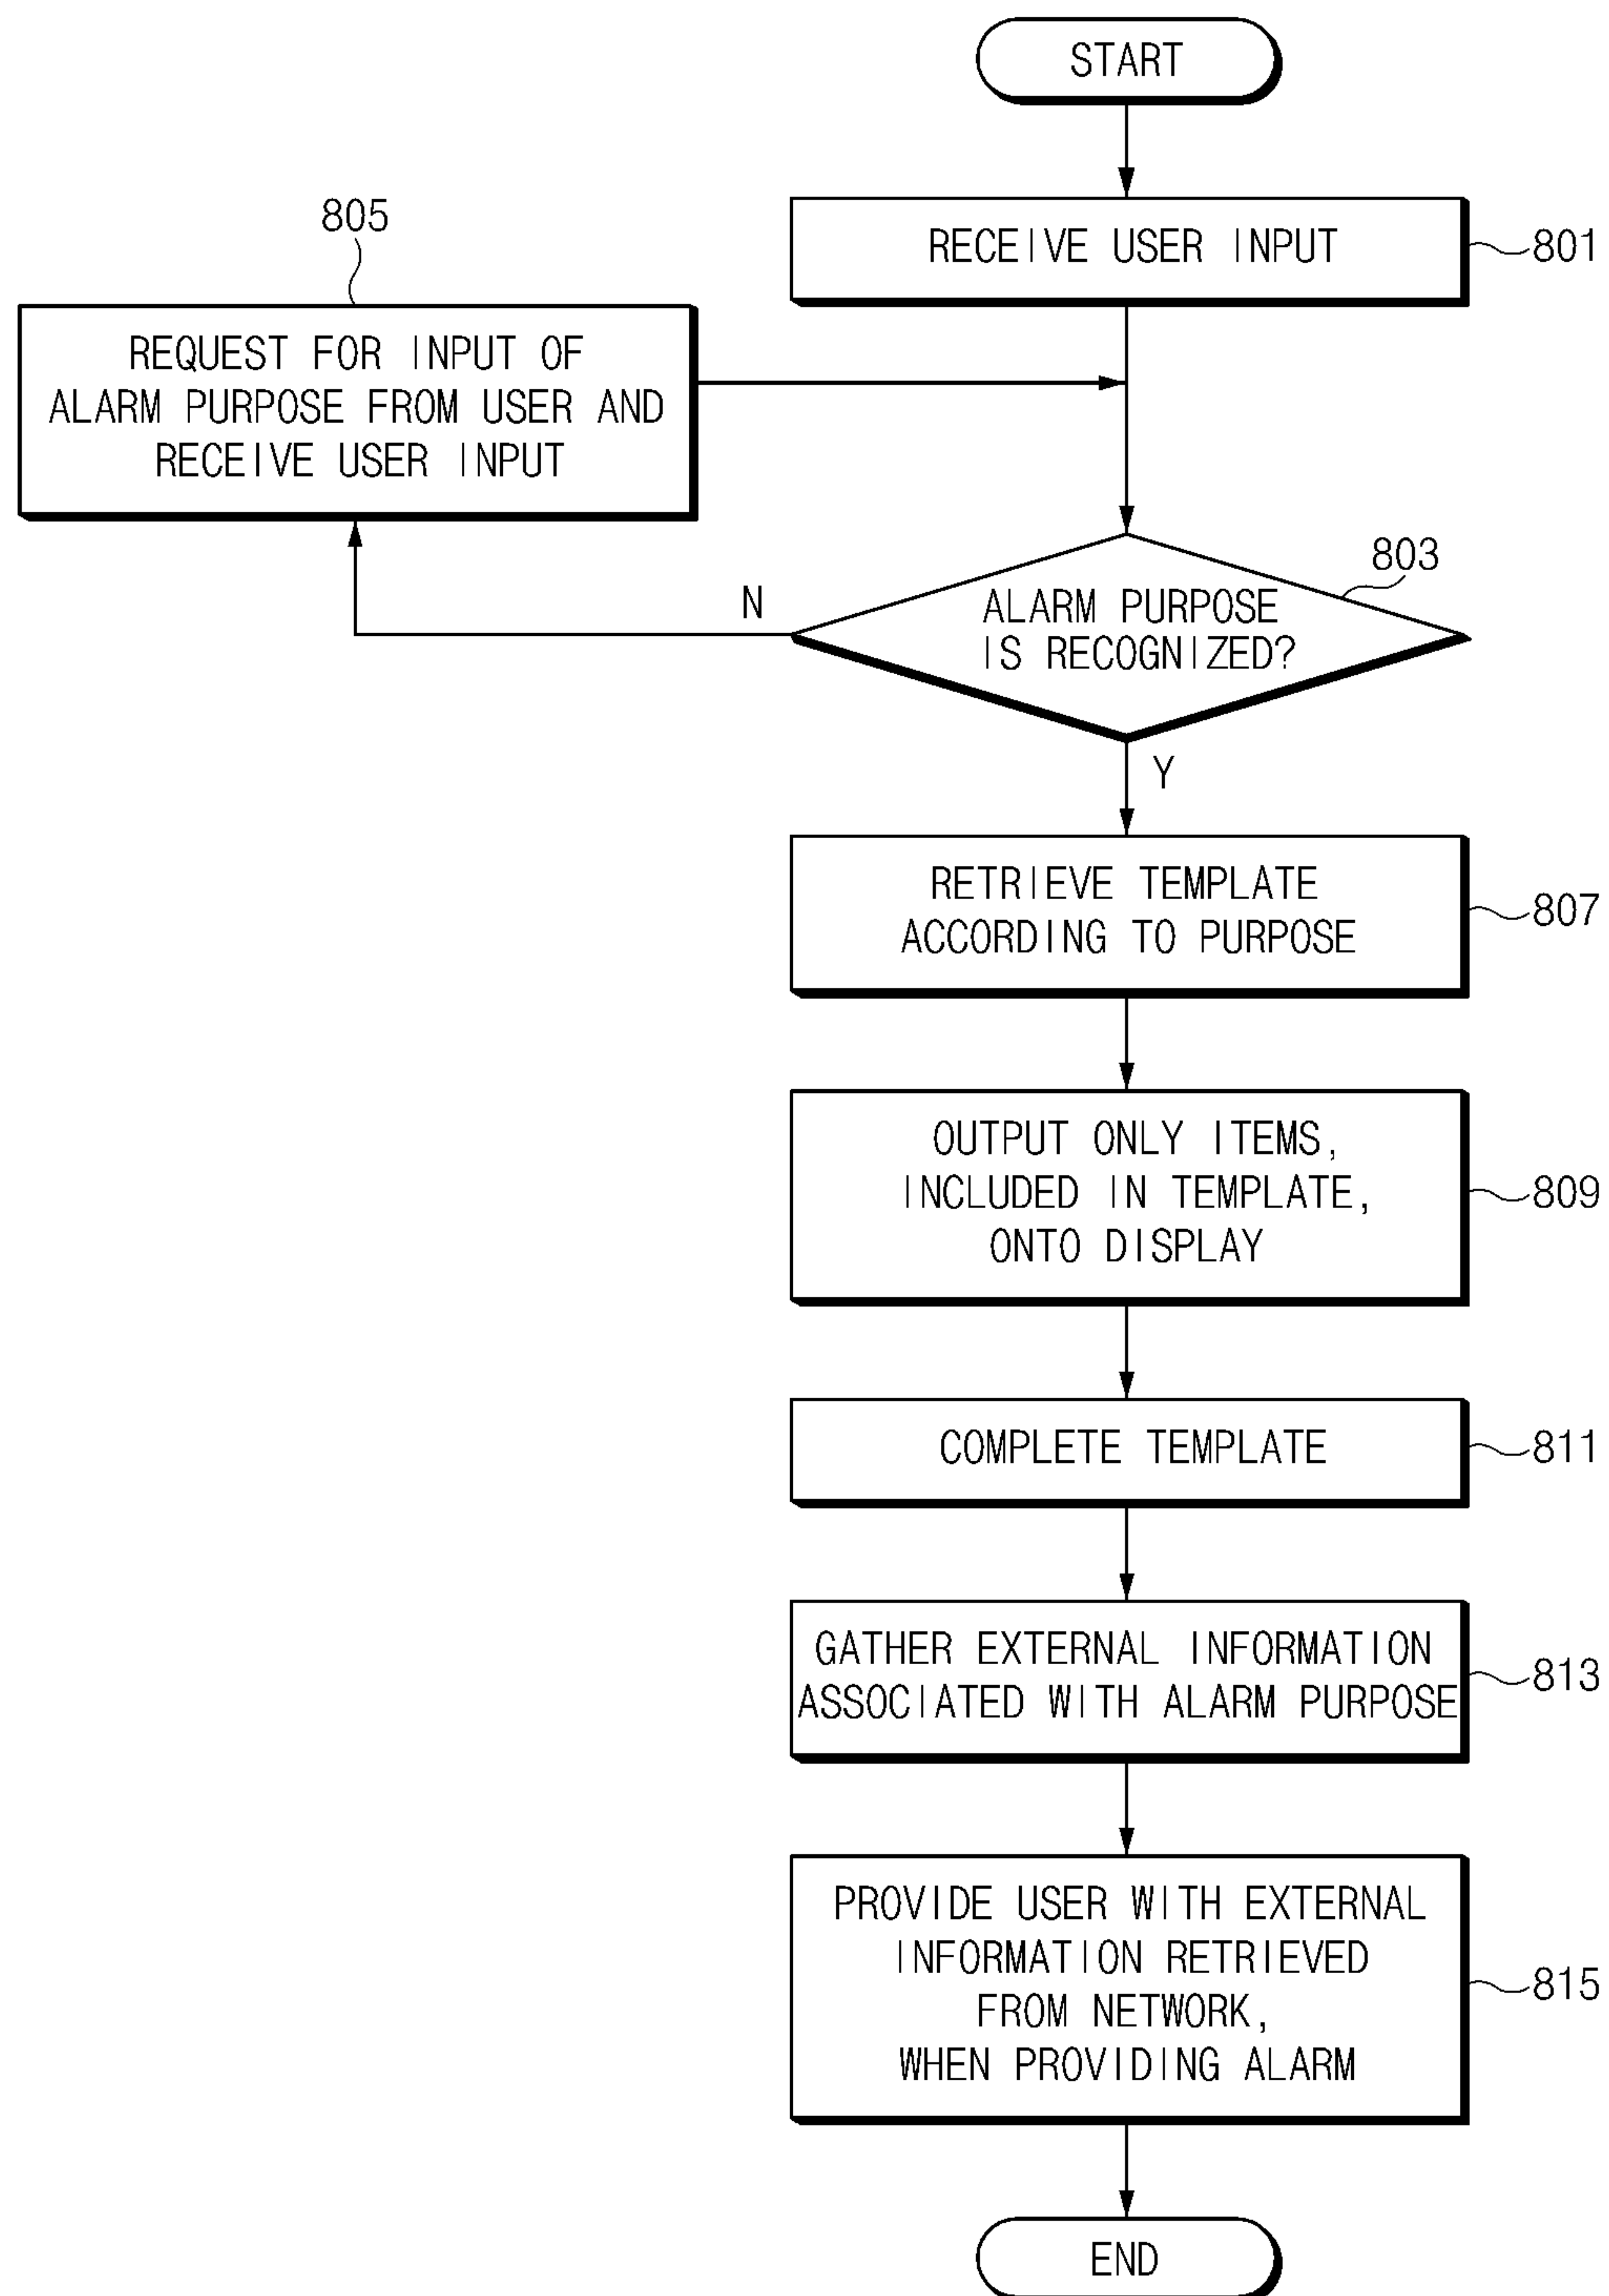 START
RECEIVE USER INPUT
801
805
REQUEST FOR INPUT OF
ALARM PURPOSE FROM USER AND
RECEIVE USER INPUT
803
N
ALARM PURPOSE
IS RECOGNIZED?
Y
RETRIEVE TEMPLATE
ACCORDING TO PURPOSE
807
OUTPUT ONLY ITEMS,
INCLUDED IN TEMPLATE,
ONTO DISPLAY
809
COMPLETE TEMPLATE
811
GATHER EXTERNAL INFORMATION
ASSOCIATED WITH ALARM PURPOSE
813
PROVIDE USER WITH EXTERNAL
INFORMATION RETRIEVED
FROM NETWORK,
WHEN PROVIDING ALARM
815
END